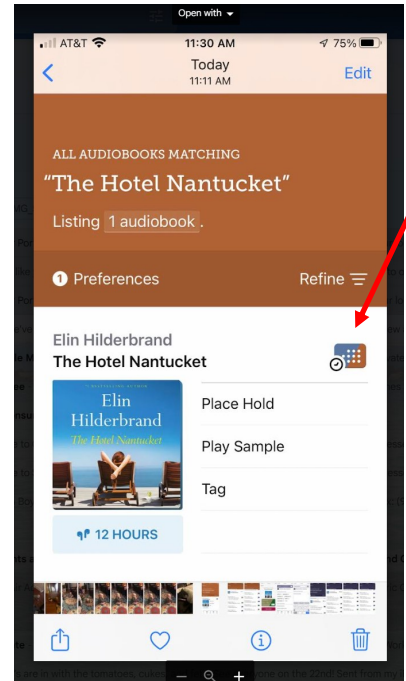 Open with
AT&T 11:30 AM 75%
Today
11:11 AM
Edit
ALL AUDIOBOOKS MATCHING
“The Hotel Nantucket”
Listing 1 audiobook.
1 Preferences
Refine
Elin Hilderbrand
The Hotel Nantucket
Elin
Hilderbrand
The Hotel Nantucket
12 HOURS
Place Hold
Play Sample
Tag